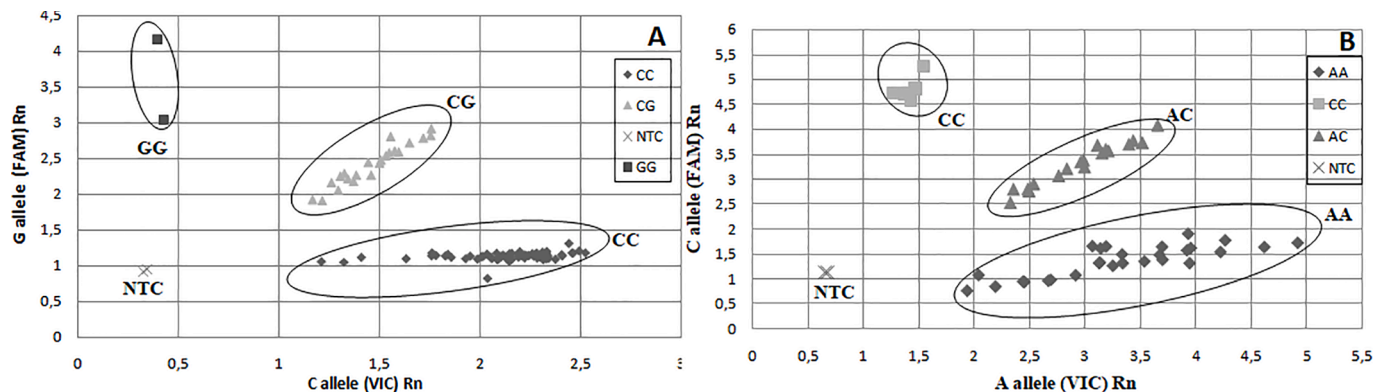 A
G allele (FAM) Rn
4,5
4
3,5
3
2,5
2
1,5
1
0,5
0
GG
CG
CC
NTC
CC
CG
NTC
GG
0 0,5 1 1,5 2 2,5
C allele (VIC) Rn
B
C allele (FAM) Rn
6
5,5
5
4,5
4
3,5
3
2,5
2
1,5
1
0,5
0
CC
AC
AA
NTC
AA
CC
AC
NTC
0 0,5 1 1,5 2 2,5 3 3,5 4 4,5 5 5,5
A allele (VIC) Rn